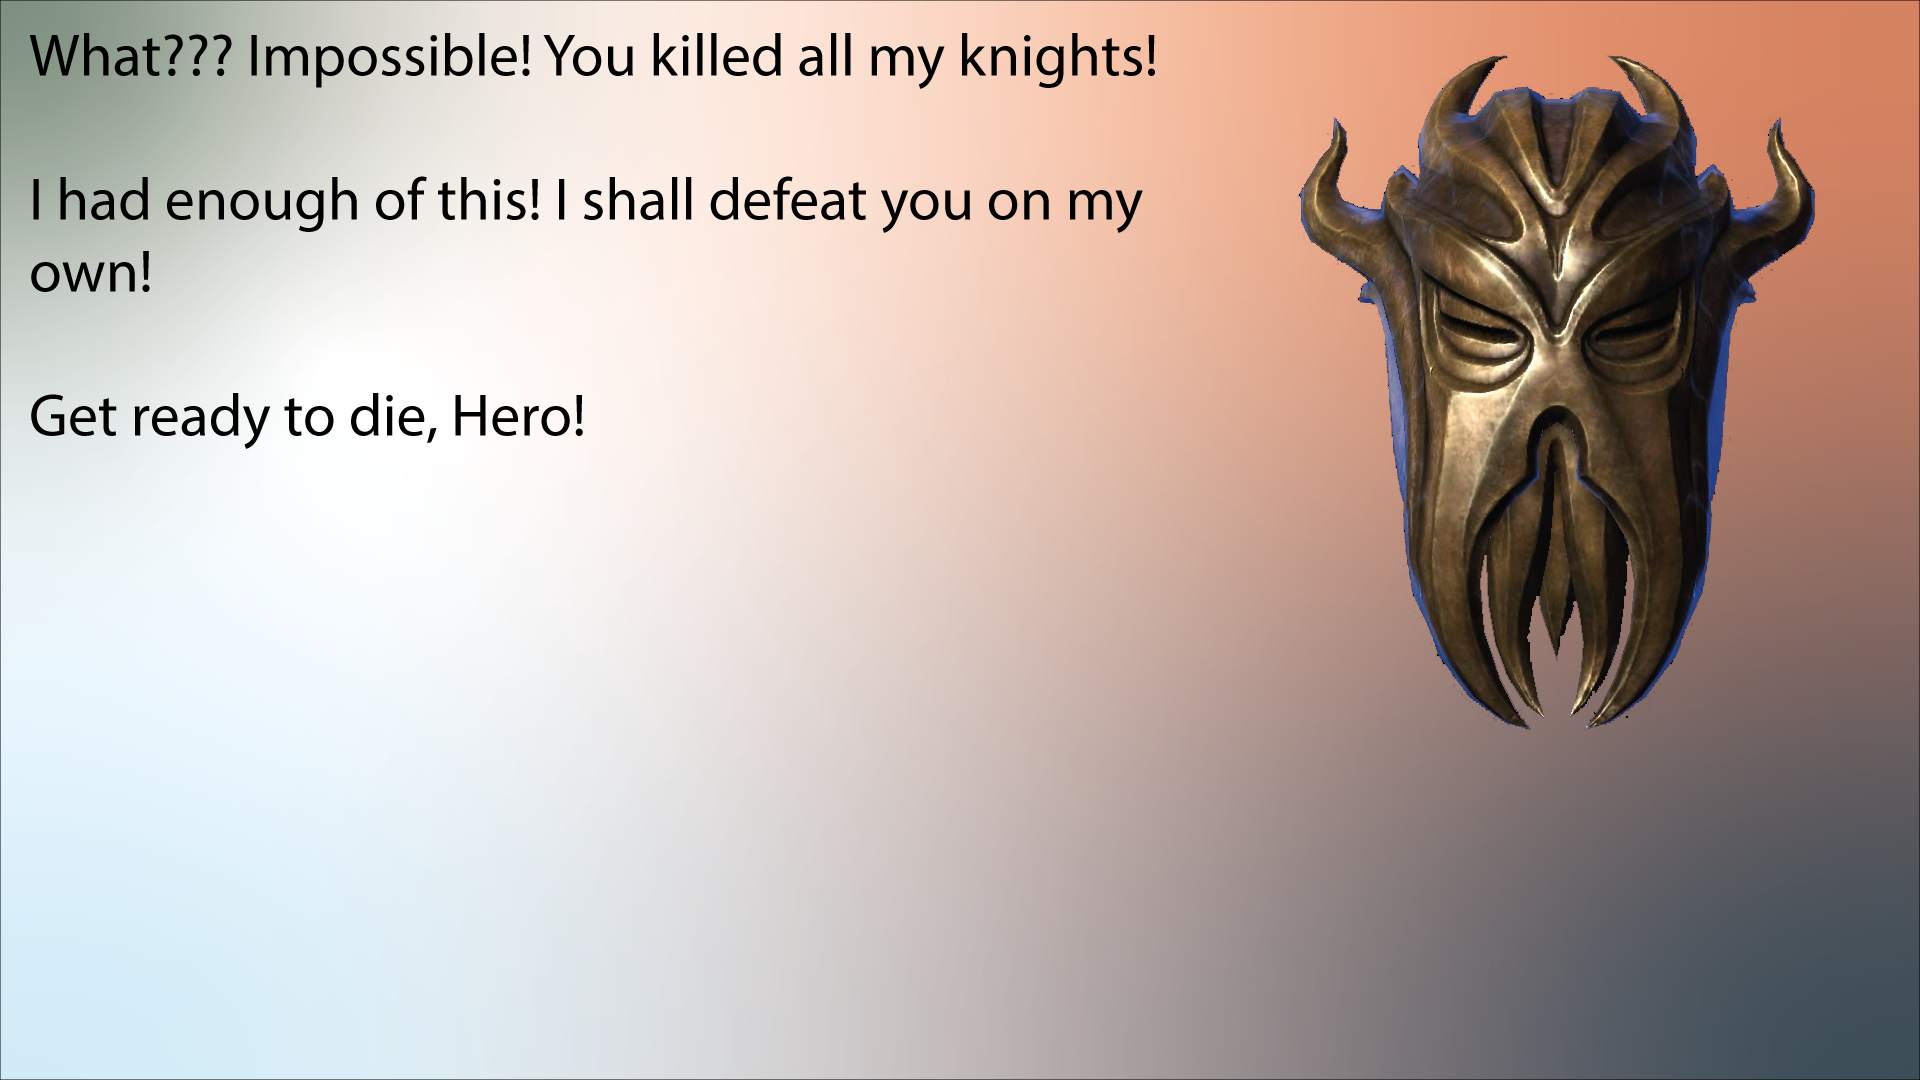 What??? Impossible! You killed all my knights!
I had enough of this! I shall defeat you on my
own!
Get ready to die, Hero!